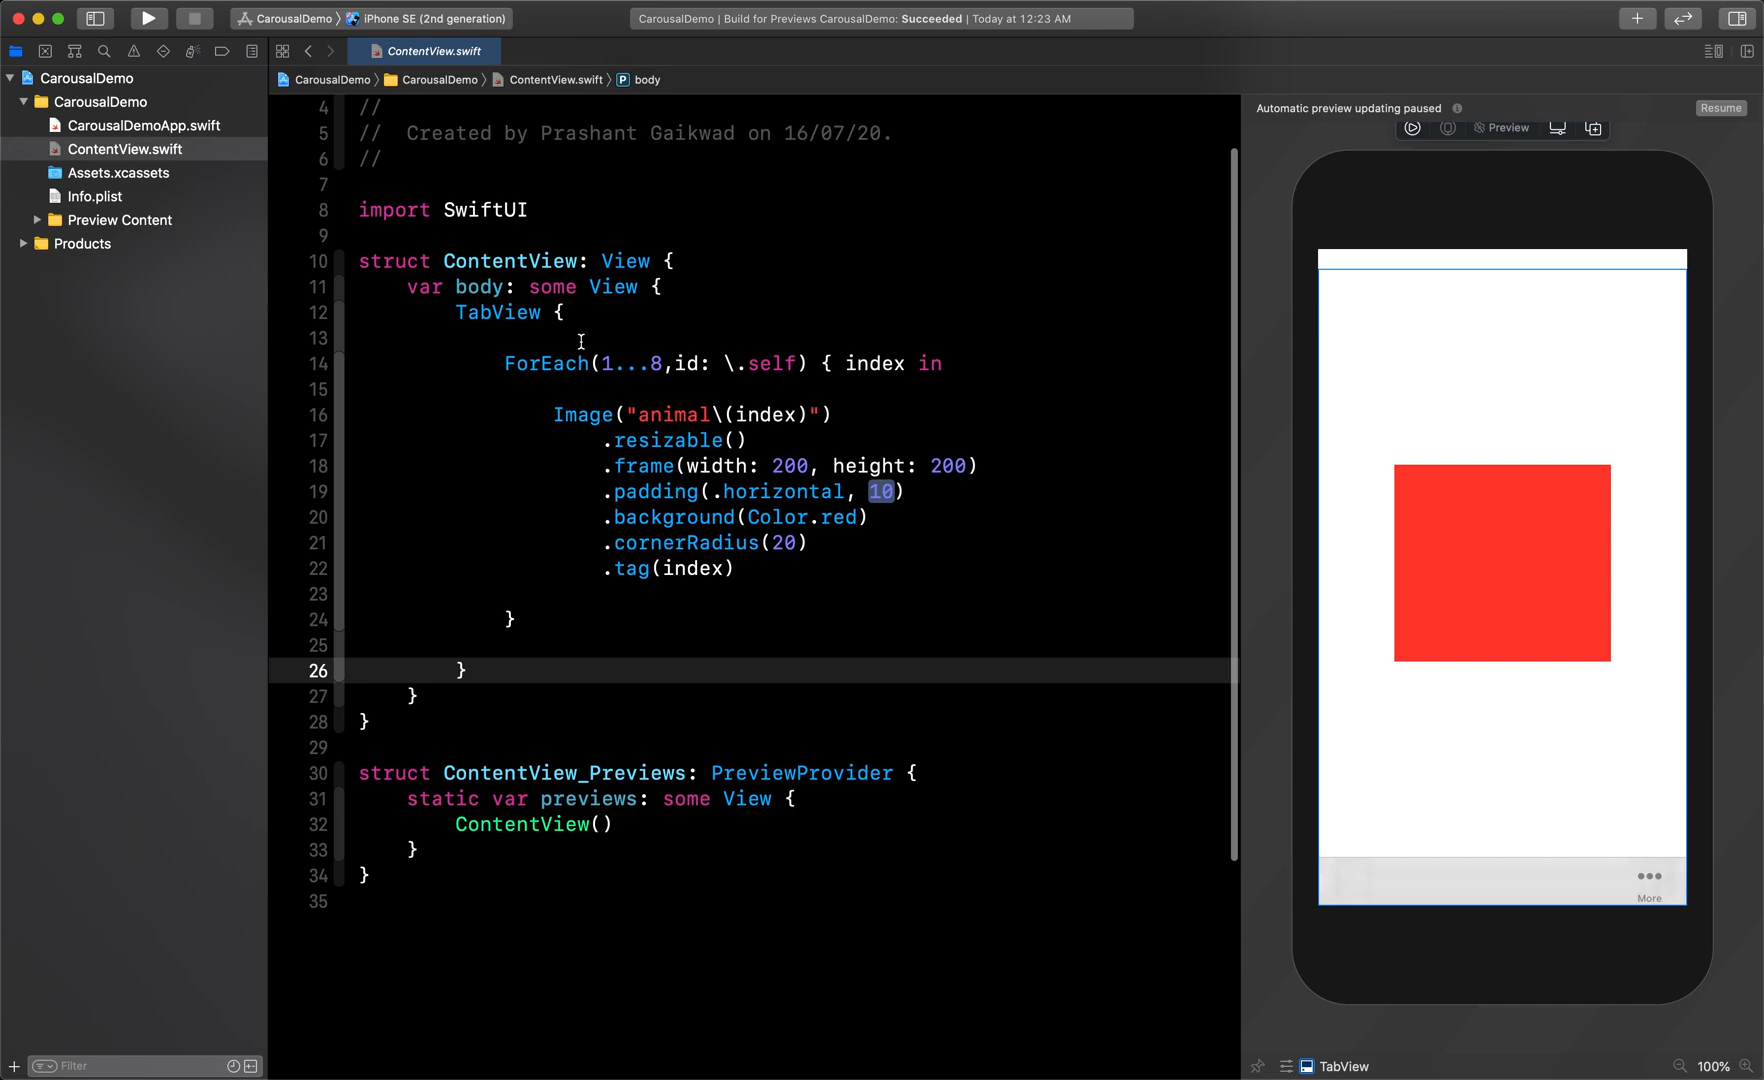 CarousalDemo 〉 iPhone SE (2nd generation)
CarousalDemo | Build for Previews CarousalDemo: Succeeded | Today at 12:23 AM
ContentView.swift
CarousalDemo 〉 CarousalDemo 〉 ContentView.swift 〉 P body
CarousalDemo
CarousalDemo
CarousalDemoApp.swift
ContentView.swift
Assets.xcassets
Info.plist
Preview Content
Products
Filter
4 //
5 //  Created by Prashant Gaikwad on 16/07/20.
6 //
7
8 import SwiftUI
9
10 struct ContentView: View {
11     var body: some View {
12         TabView {
13
14             ForEach(1...8,id: \.self) { index in
15
16                 Image("animal\(index)")
17                     .resizable()
18                     .frame(width: 200, height: 200)
19                     .padding(.horizontal, 10)
20                     .background(Color.red)
21                     .cornerRadius(20)
22                     .tag(index)
23
24             }
25
26         }
27     }
28 }
29
30 struct ContentView_Previews: PreviewProvider {
31     static var previews: some View {
32         ContentView()
33     }
34 }
35
Automatic preview updating paused
Resume
Preview
More
TabView
100%